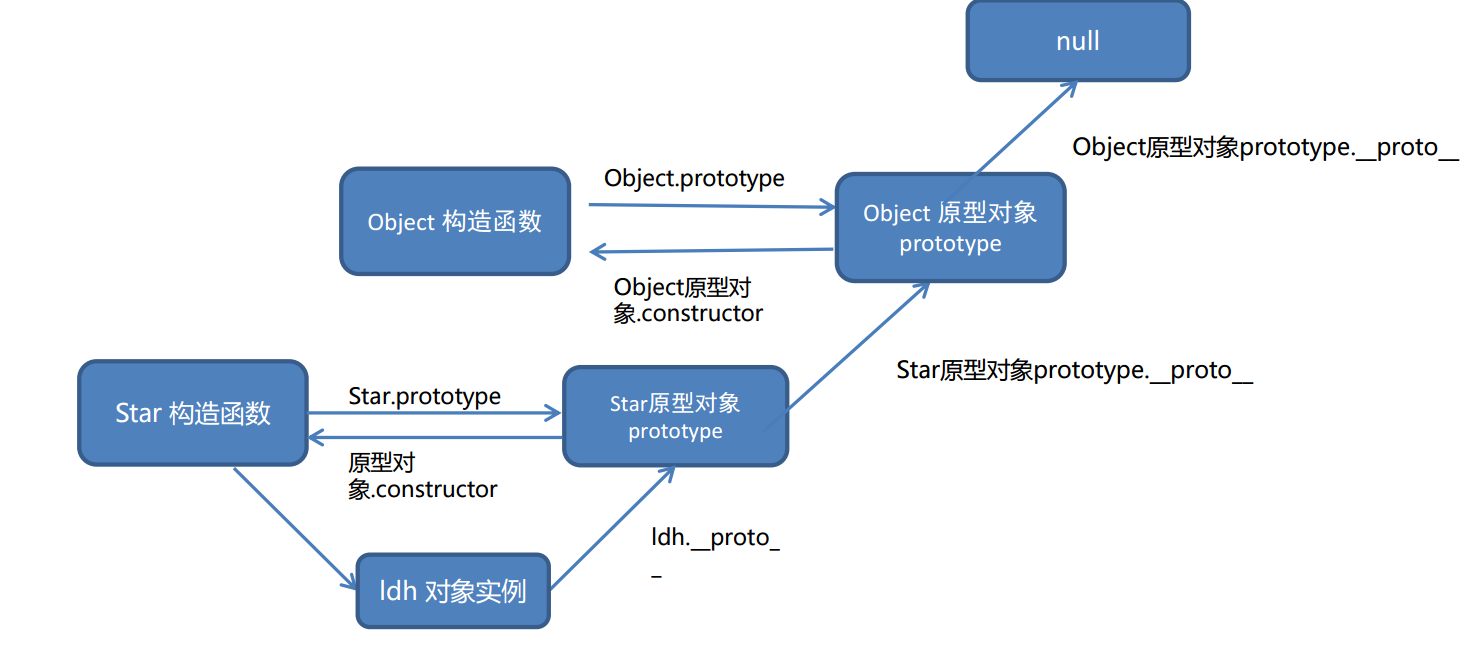 null
Object原型对象prototype.__proto__
Object.prototype
Object 构造函数
Object 原型对象
prototype
Object原型对
象.constructor
Star原型对象prototype.__proto__
Star 构造函数
Star.prototype
Star原型对象
prototype
原型对
象.constructor
ldh.__proto_
_
ldh 对象实例